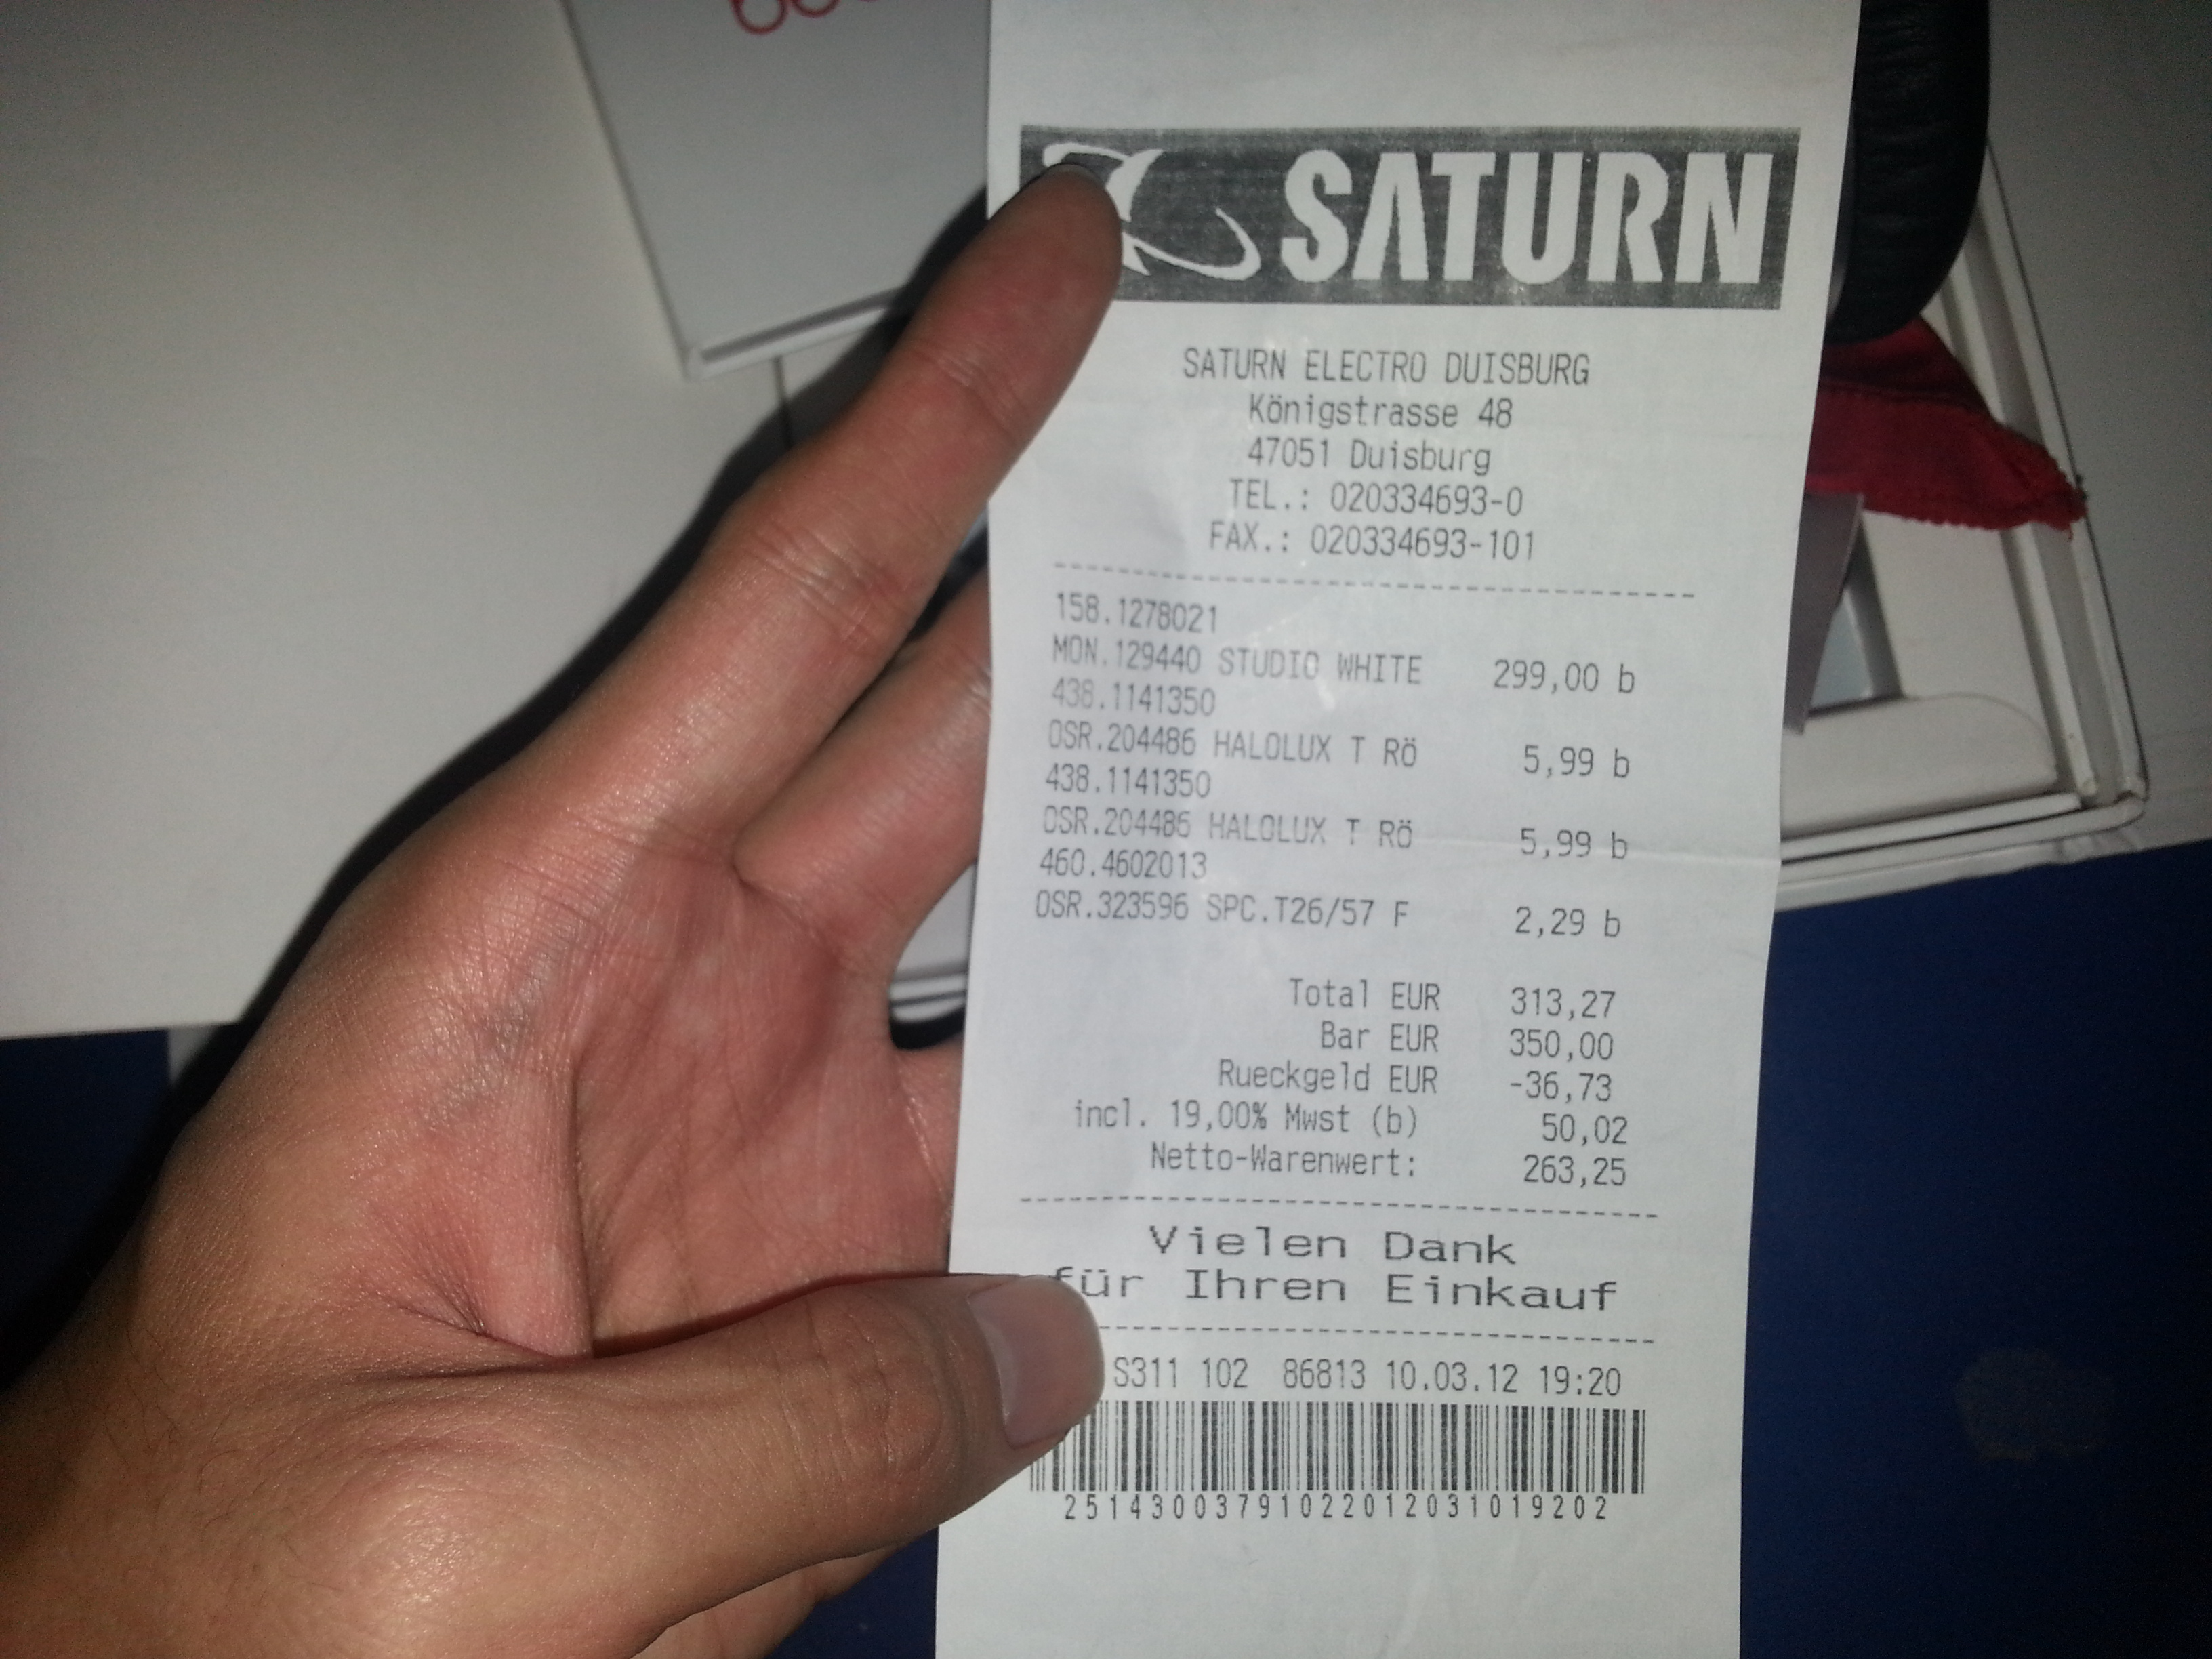 SATURN
SATURN ELECTRO DUISBURG
Königstrasse 48
47051 Duisburg
TEL.: 020334693-0
FAX.: 020334693-101
158.1278021
MON.129440 STUDIO WHITE 299,00 b
438.1141350
OSR.204486 HALOLUX T RÖ 5,99 b
438.1141350
OSR.204486 HALOLUX T RÖ 5,99 b
460.4602013
OSR.323596 SPC.T26/57 F 2,29 b
Total EUR 313,27
Bar EUR 350,00
Rueckgeld EUR -36,73
incl. 19,00% Mwst (b) 50,02
Netto-Warenwert: 263,25
Vielen Dank
für Ihren Einkauf
S311 102 86813 10.03.12 19:20
25143003791022012031019202